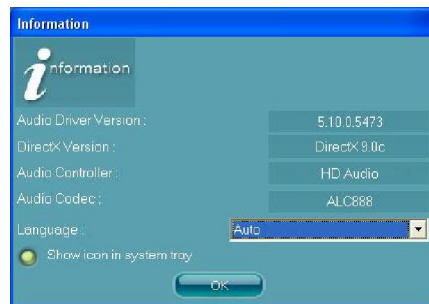 Information
information
Audio Driver Version : 5.10.0.5473
DirectX Version : DirectX 9.0c
Audio Controller : HD Audio
Audio Codec : ALC888
Language : Auto
Show icon in system tray
OK